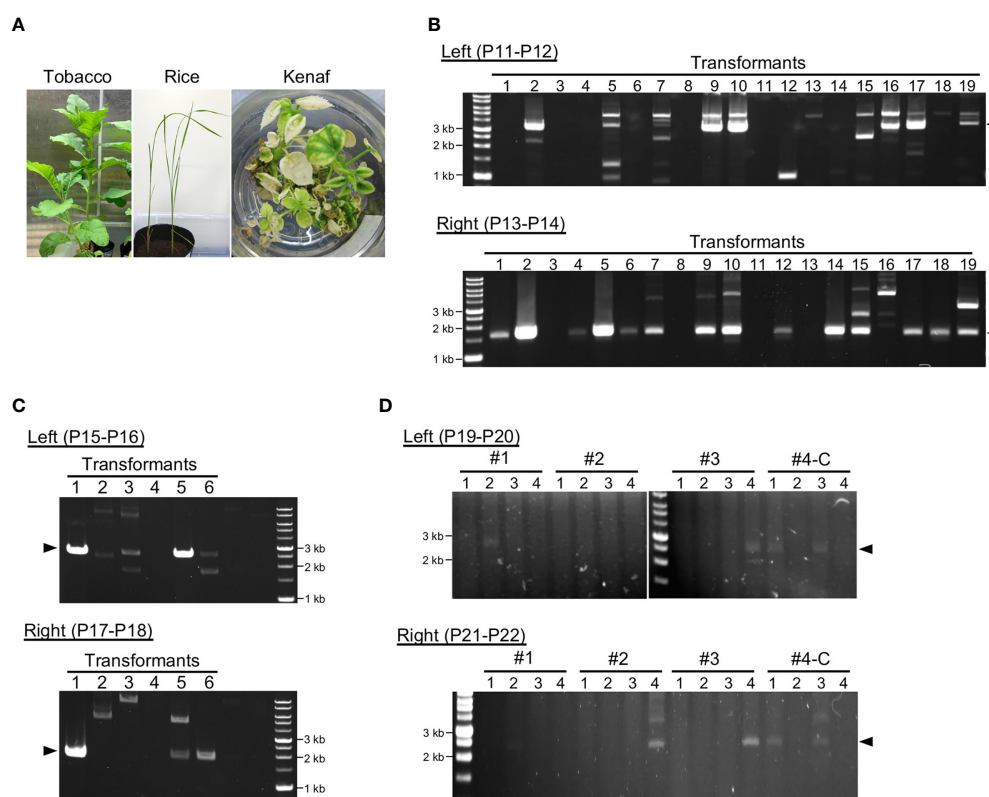 A
Tobacco Rice Kenaf
B
Left (P11-P12)
Transformants
1 2 3 4 5 6 7 8 9 10 11 12 13 14 15 16 17 18 19
3 kb
2 kb
1 kb
Right (P13-P14)
Transformants
1 2 3 4 5 6 7 8 9 10 11 12 13 14 15 16 17 18 19
3 kb
2 kb
1 kb
C
Left (P15-P16)
Transformants
1 2 3 4 5 6
3 kb
2 kb
1 kb
Right (P17-P18)
Transformants
1 2 3 4 5 6
3 kb
2 kb
1 kb
D
Left (P19-P20)
#1 #2 #3 #4-C
1 2 3 4 1 2 3 4 1 2 3 4 1 2 3 4
3 kb
2 kb
Right (P21-P22)
#1 #2 #3 #4-C
1 2 3 4 1 2 3 4 1 2 3 4 1 2 3 4
3 kb
2 kb